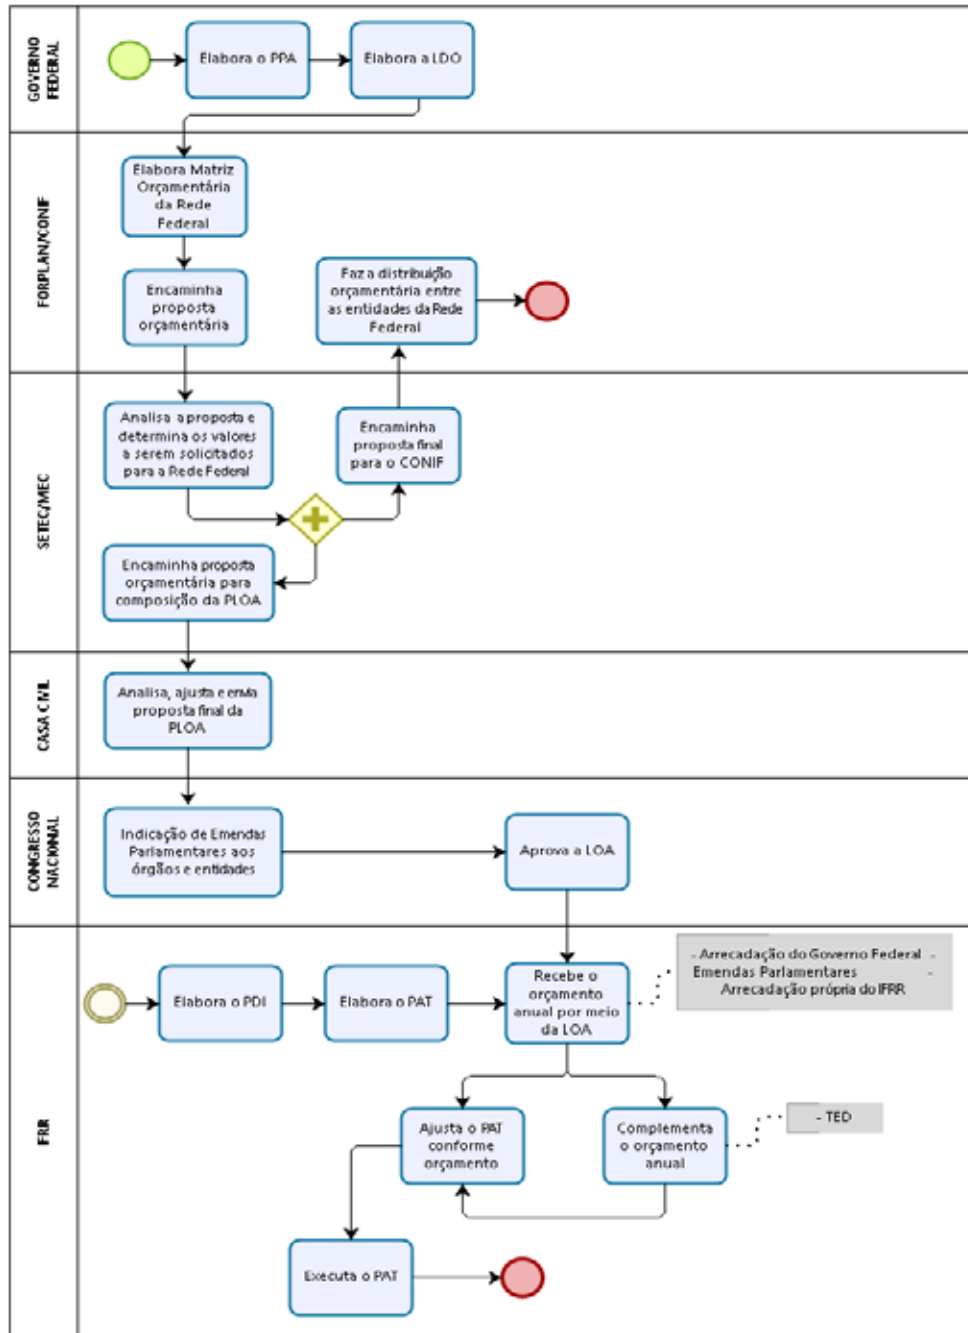 GOVERNO
FEDERAL
Elabora o PPA
Elabora a LDO
FORPLAN/CONIF
Elabora Matriz
Orçamentária
da Rede
Federal
Encaminha
proposta
orçamentária
Faz a distribuição
orçamentária entre
as entidades da Rede
Federal
SETEC/MEC
Analisa a proposta e
determina os valores
a serem solicitados
para a Rede Federal
Encaminha
proposta final
para o CONIF
Encaminha proposta
orçamentária para
composição da PLOA
CASA CIVIL
Analisa, ajusta e envia
proposta final da
PLOA
CONGRESSO
NACIONAL
Indicação de Emendas
Parlamentares aos
órgãos e entidades
Aprova a LOA
IFRR
Elabora o PDI
Elabora o PAT
Recebe o
orçamento
anual por meio
da LOA
- Arrecadação do Governo Federal -
Emendas Parlamentares -
Arrecadação própria do IFRR
Ajusta o PAT
conforme
orçamento
Complementa
o orçamento
anual
- TED
Executa o PAT